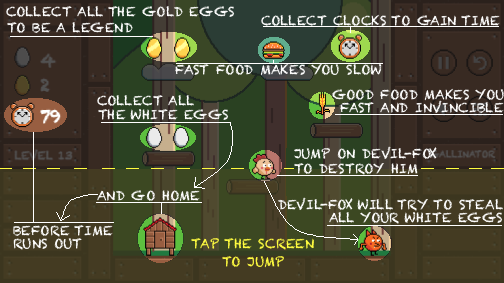 COLLECT ALL THE GOLD EGGS
TO BE A LEGEND
COLLECT CLOCKS TO GAIN TIME
4
2
FAST FOOD MAKES YOU SLOW
79
COLLECT ALL
THE WHITE EGGS
GOOD FOOD MAKES YOU
FAST AND INVINCIBLE
LEVEL 13
JUMP ON DEVIL-FOX
TO DESTROY HIM
AND GO HOME
DEVIL-FOX WILL TRY TO STEAL
ALL YOUR WHITE EGGS
BEFORE TIME
RUNS OUT
TAP THE SCREEN
TO JUMP